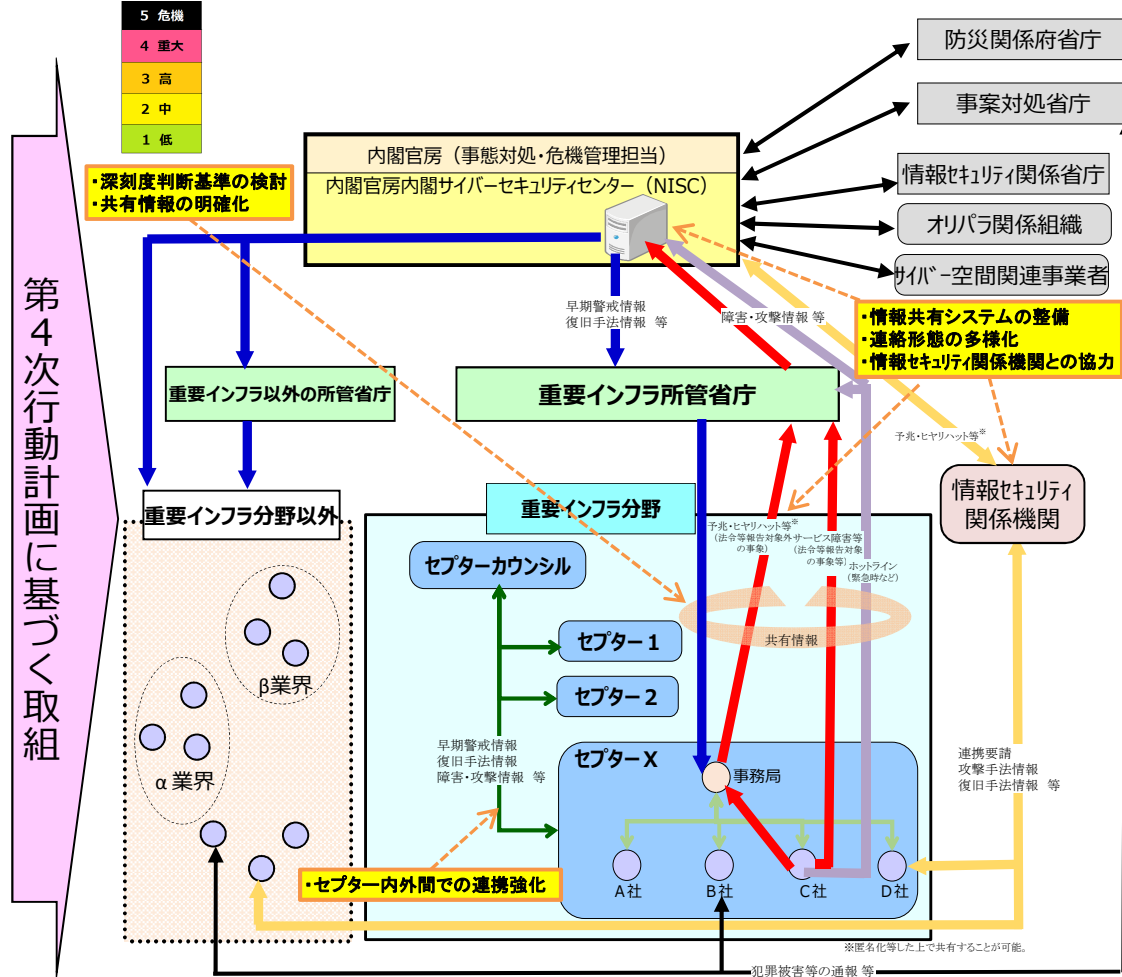 5 危機
4 重大
3 高
2 中
1 低
防災関係府省庁
事案対処省庁
情報ｾｷｭﾘﾃｨ関係省庁
オリパラ関係組織
ｻｲﾊﾞｰ空間関連事業者
内閣官房（事態対処・危機管理担当）
内閣官房内閣サイバーセキュリティセンター（NISC）
・深刻度判断基準の検討
・共有情報の明確化
第４次行動計画に基づく取組
早期警戒情報
復旧手法情報 等
障害・攻撃情報 等
・情報共有システムの整備
・連絡形態の多様化
・情報ｾｷｭﾘﾃｨ関係機関との協力
重要インフラ以外の所管省庁
重要インフラ所管省庁
予兆・ヒヤリハット等※
情報ｾｷｭﾘﾃｨ
関係機関
重要インフラ分野以外
重要インフラ分野
予兆・ヒヤリハット等※
(法令等報告対象外
の事象)
サービス障害等
(法令等報告対象
の事象等)
ホットライン
(緊急時など)
セプターカウンシル
共有情報
セプター１
セプター２
β業界
α業界
早期警戒情報
復旧手法情報
障害・攻撃情報 等
セプターX
事務局
連携要請
攻撃手法情報
復旧手法情報 等
A社
B社
C社
D社
・セプター内外間での連携強化
※匿名化等した上で共有することが可能。
犯罪被害等の通報 等